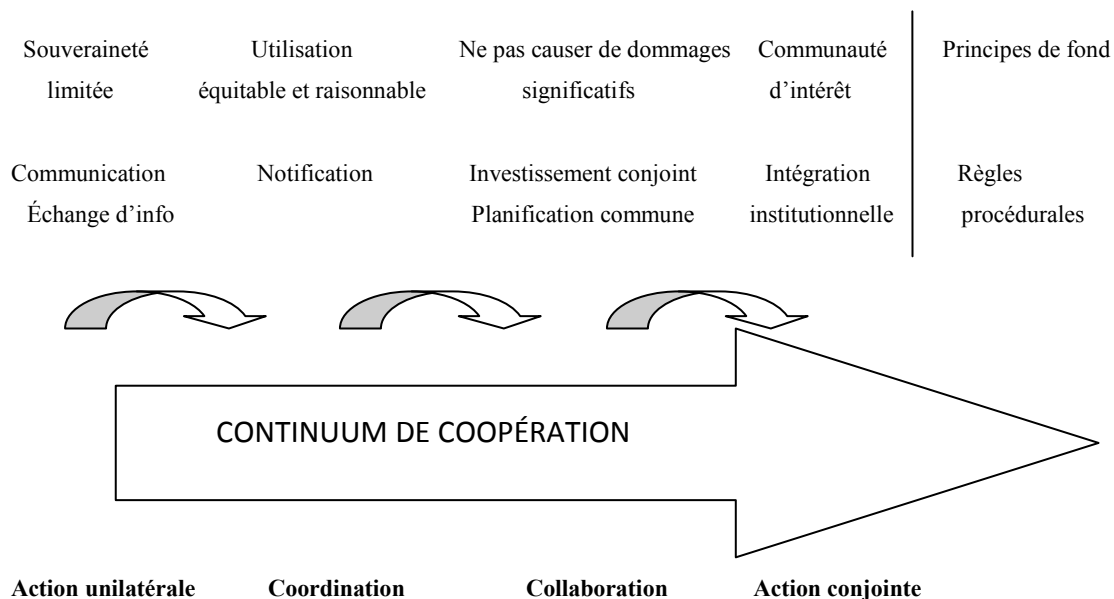 Souveraineté Utilisation Ne pas causer de dommages Communauté Principes de fond
limitée équitable et raisonnable significatifs d’intérêt
Communication Notification Investissement conjoint Intégration Règles
Échange d’info Planification commune institutionnelle procédurales
CONTINUUM DE COOPÉRATION
Action unilatérale Coordination Collaboration Action conjointe